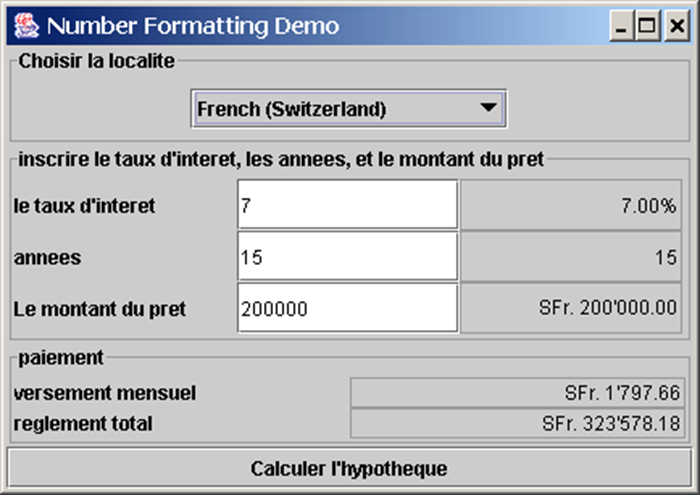 Number Formatting Demo
Choisir la localite
French (Switzerland)
inscrire le taux d'interet, les annees, et le montant du pret
le taux d'interet 7 7.00%
annees 15 15
Le montant du pret 200000 SFr. 200'000.00
paiement
versement mensuel SFr. 1'797.66
reglement total SFr. 323'578.18
Calculer l'hypotheque